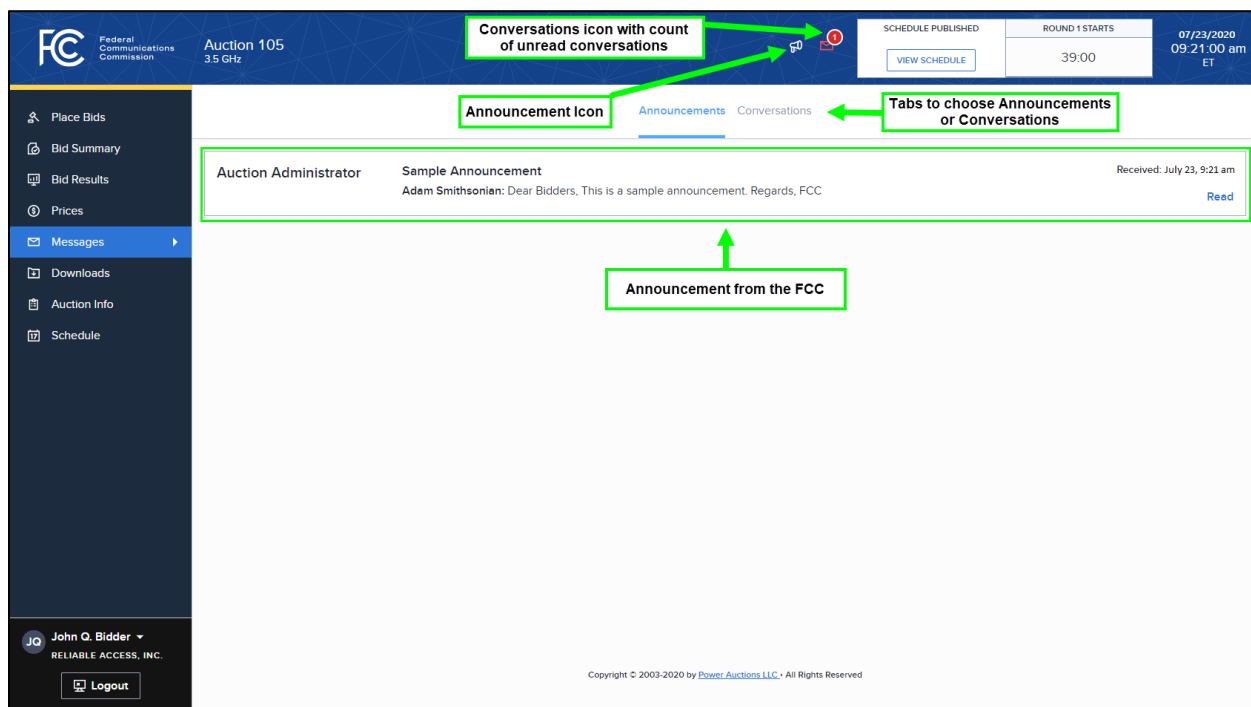 FCC
Federal
Communications
Commission
Auction 105
3.5 GHz
Conversations icon with count
of unread conversations
1
SCHEDULE PUBLISHED
VIEW SCHEDULE
ROUND 1 STARTS
39:00
07/23/2020
09:21:00 am
ET
Announcement Icon
Announcements Conversations
Tabs to choose Announcements
or Conversations
Place Bids
Bid Summary
Bid Results
Prices
Messages
Downloads
Auction Info
17 Schedule
Auction Administrator
Sample Announcement
Adam Smithsonian: Dear Bidders, This is a sample announcement. Regards, FCC
Received: July 23, 9:21 am
Read
Announcement from the FCC
JQ
John Q. Bidder
RELIABLE ACCESS, INC.
Logout
Copyright © 2003-2020 by Power Auctions LLC • All Rights Reserved